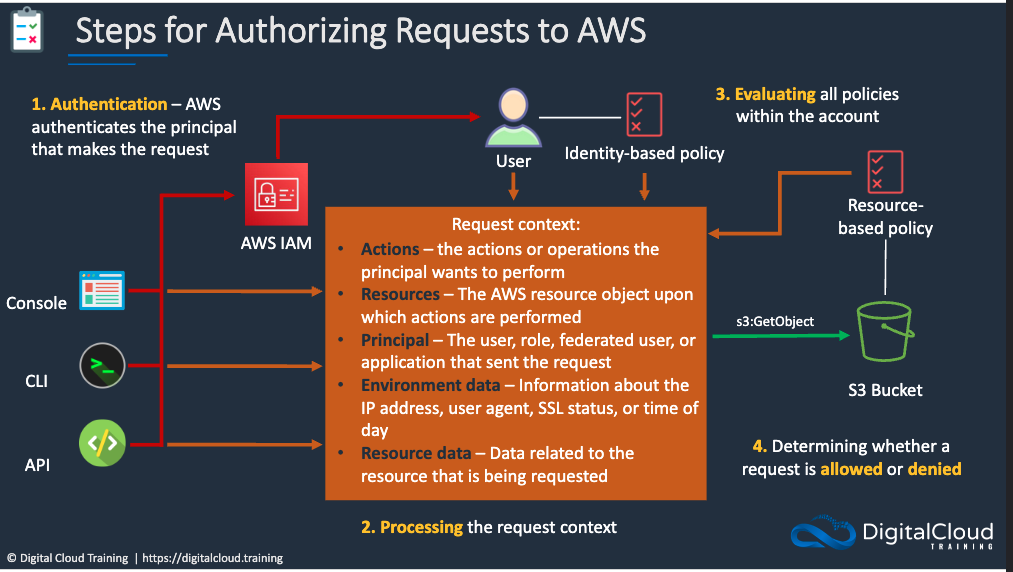 Steps for Authorizing Requests to AWS
1. Authentication – AWS
authenticates the principal
that makes the request
3. Evaluating all policies
within the account
User
Identity-based policy
AWS IAM
Resource-
based policy
Console
CLI
API
Request context:
• Actions – the actions or operations the
principal wants to perform
• Resources – The AWS resource object upon
which actions are performed
• Principal – The user, role, federated user, or
application that sent the request
• Environment data – Information about the
IP address, user agent, SSL status, or time of
day
• Resource data – Data related to the
resource that is being requested
s3:GetObject
S3 Bucket
4. Determining whether a
request is allowed or denied
2. Processing the request context
DigitalCloud
TRAINING
© Digital Cloud Training | https://digitalcloud.training